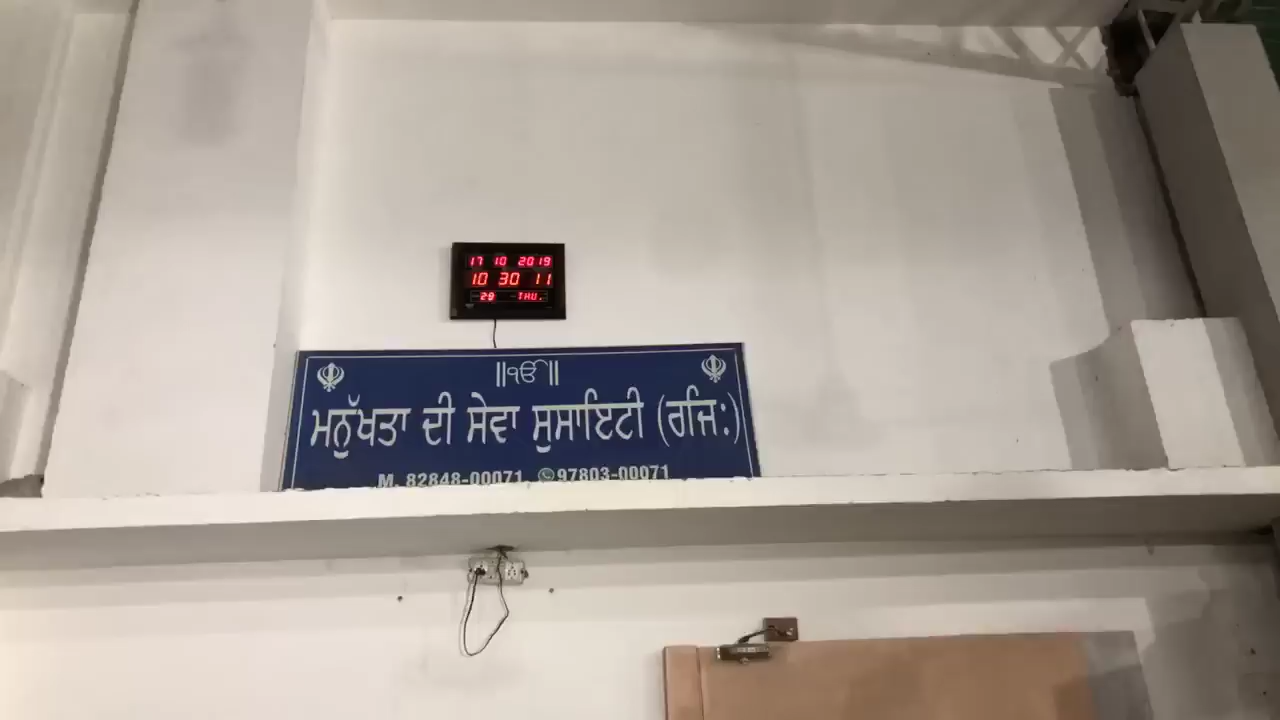 17 10 2019
10 30 11
29 THU.
॥ੴ॥
ਮਨੁੱਖਤਾ ਦੀ ਸੇਵਾ ਸੁਸਾਇਟੀ (ਰਜਿ:)
M. 82848-00071, 97803-00071